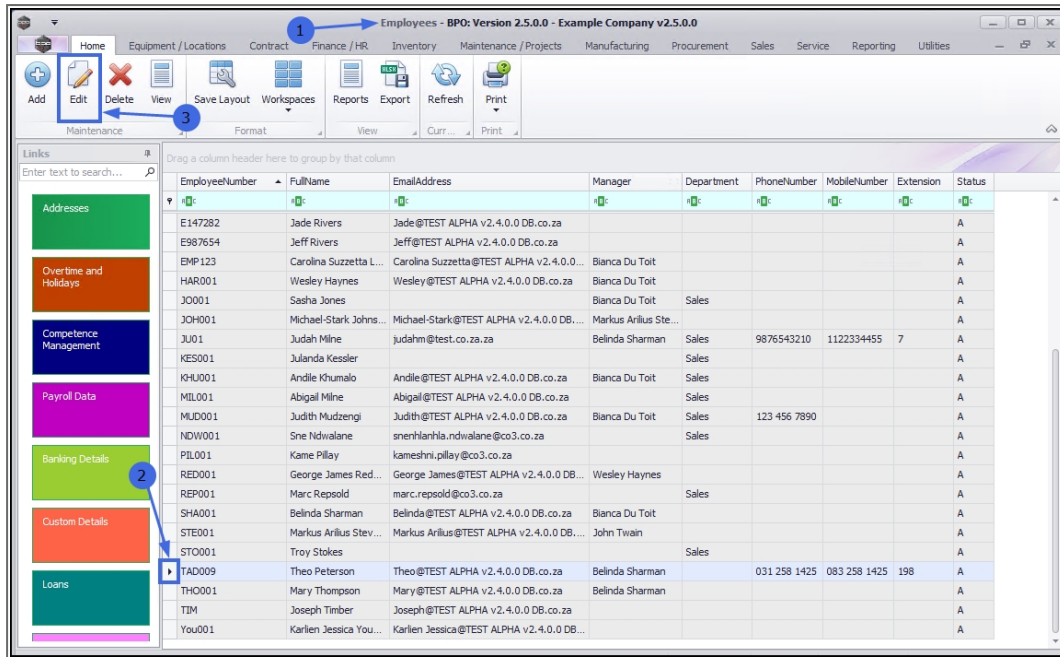 Employees - BPO: Version 2.5.0.0 - Example Company v2.5.0.0
1
Home Equipment / Locations Contract Finance / HR Inventory Maintenance / Projects Manufacturing Procurement Sales Service Reporting Utilities
Add Edit Delete View Save Layout Workspaces Reports Export Refresh Print
3
Maintenance Format View Curr... Print
Links
Enter text to search...
Addresses
Overtime and
Holidays
Competence
Management
Payroll Data
Banking Details
2
Custom Details
Loans
Drag a column header here to group by that column
EmployeeNumber FullName EmailAddress Manager Department PhoneNumber MobileNumber Extension Status
E147282 Jade Rivers Jade@TEST ALPHA v2.4.0.0 DB.co.za A
E987654 Jeff Rivers Jeff@TEST ALPHA v2.4.0.0 DB.co.za A
EMP123 Carolina Suzzetta L... Carolina Suzzetta@TEST ALPHA v2.4.0.0... Bianca Du Toit A
HAR001 Wesley Haynes Wesley@TEST ALPHA v2.4.0.0 DB.co.za Bianca Du Toit A
JO001 Sasha Jones Bianca Du Toit Sales A
JOH001 Michael-Stark Johns... Michael-Stark@TEST ALPHA v2.4.0.0 DB.... Markus Arilius Ste... A
JU01 Judah Milne judahm@test.co.za.za Belinda Sharman Sales 9876543210 1122334455 7 A
KES001 Julanda Kessler Sales A
KHU001 Andile Khumalo Andile@TEST ALPHA v2.4.0.0 DB.co.za Bianca Du Toit Sales A
MIL001 Abigail Milne Abigail@TEST ALPHA v2.4.0.0 DB.co.za Sales A
MUD001 Judith Mudzengi Judith@TEST ALPHA v2.4.0.0 DB.co.za Bianca Du Toit Sales 123 456 7890 A
NDW001 Sne Ndwalane snenhlanhla.ndwalane@co3.co.za Sales A
PIL001 Kame Pillay kameshni.pillay@co3.co.za A
RED001 George James Red... George James@TEST ALPHA v2.4.0.0 DB... Wesley Haynes A
REP001 Marc Repsold marc.repsold@co3.co.za Sales A
SHA001 Belinda Sharman Belinda@TEST ALPHA v2.4.0.0 DB.co.za Bianca Du Toit A
STE001 Markus Arilius Stev... Markus Arilius@TEST ALPHA v2.4.0.0 DB.... John Twain A
STO001 Troy Stokes Sales A
TAD009 Theo Peterson Theo@TEST ALPHA v2.4.0.0 DB.co.za Belinda Sharman 031 258 1425 083 258 1425 198 A
THO001 Mary Thompson Mary@TEST ALPHA v2.4.0.0 DB.co.za Belinda Sharman A
TIM Joseph Timber Joseph@TEST ALPHA v2.4.0.0 DB.co.za A
You001 Karlien Jessica You... Karlien Jessica@TEST ALPHA v2.4.0.0 DB... A